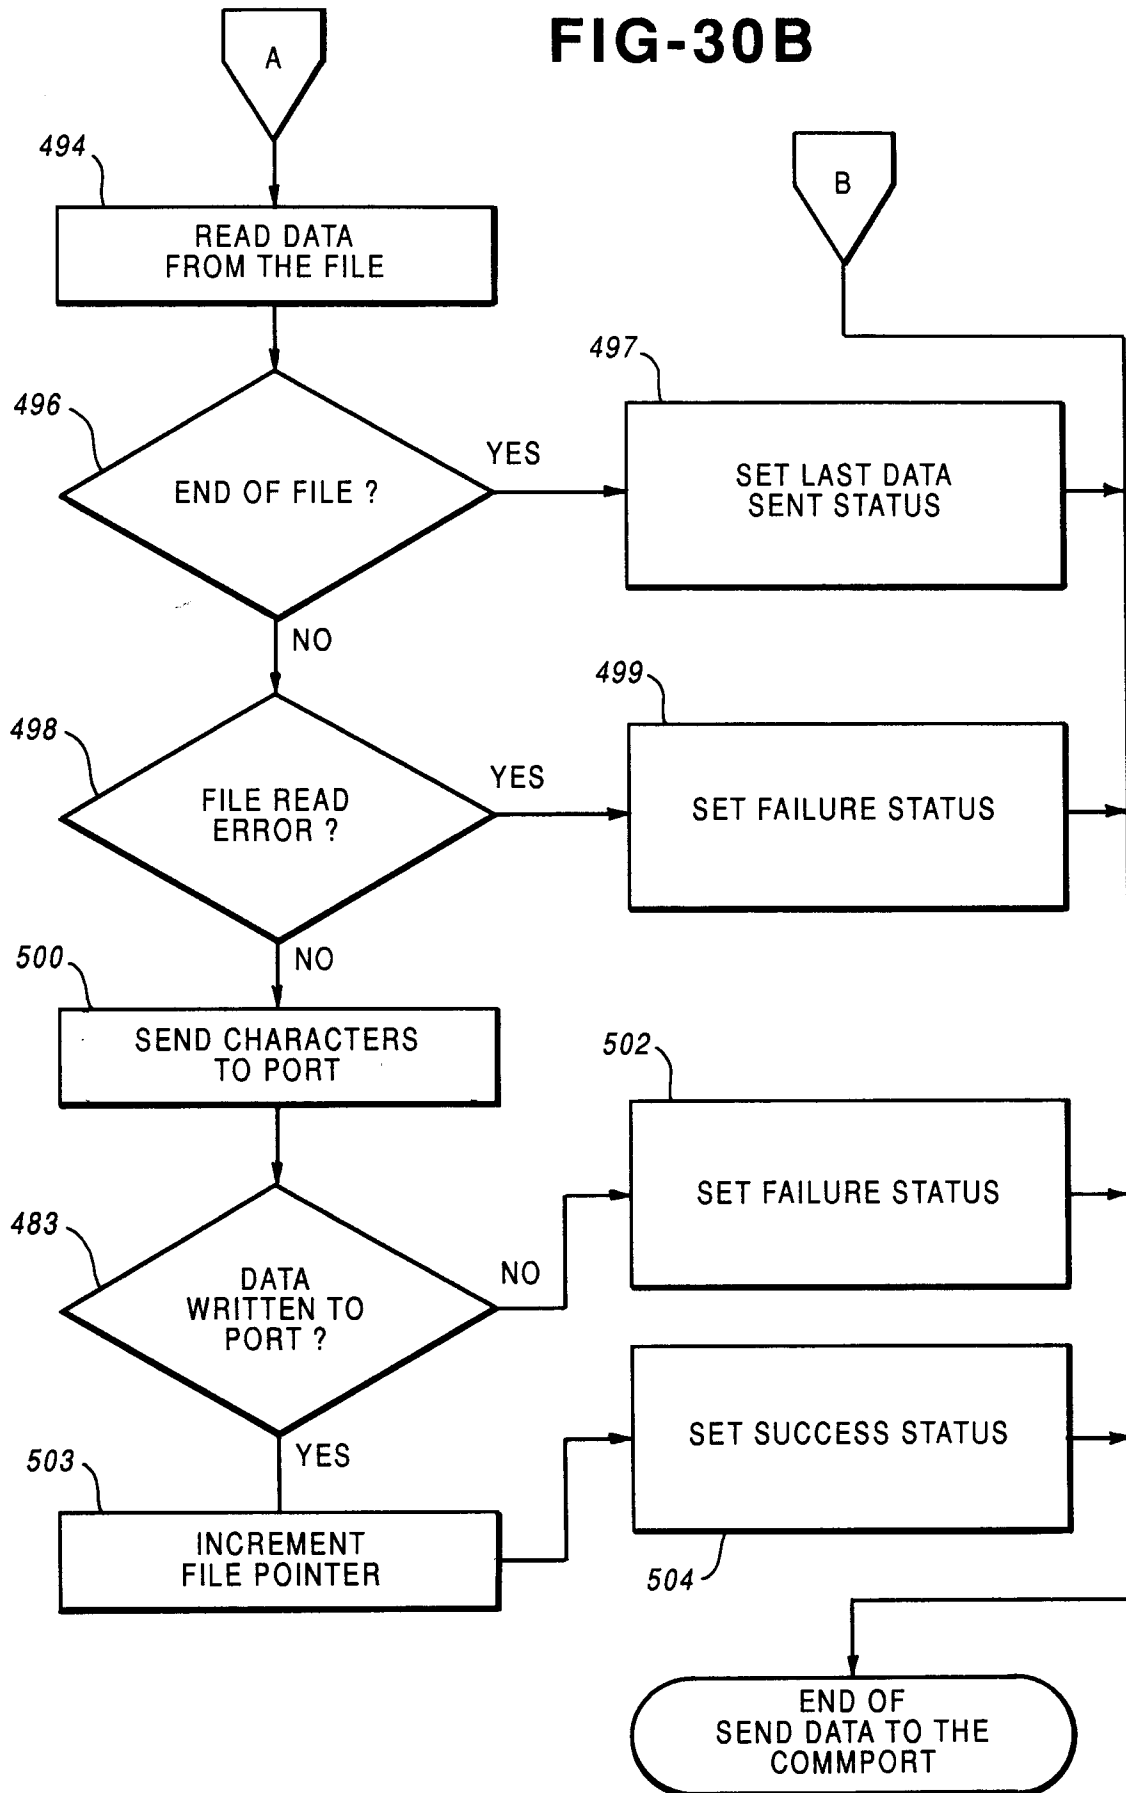 FIG-30B
A
B
494
READ DATA
FROM THE FILE
497
496
END OF FILE ?
YES
SET LAST DATA
SENT STATUS
NO
499
498
FILE READ
ERROR ?
YES
SET FAILURE STATUS
NO
500
SEND CHARACTERS
TO PORT
502
SET FAILURE STATUS
483
DATA
WRITTEN TO
PORT ?
NO
YES
SET SUCCESS STATUS
503
INCREMENT
FILE POINTER
504
END OF
SEND DATA TO THE
COMMPORT